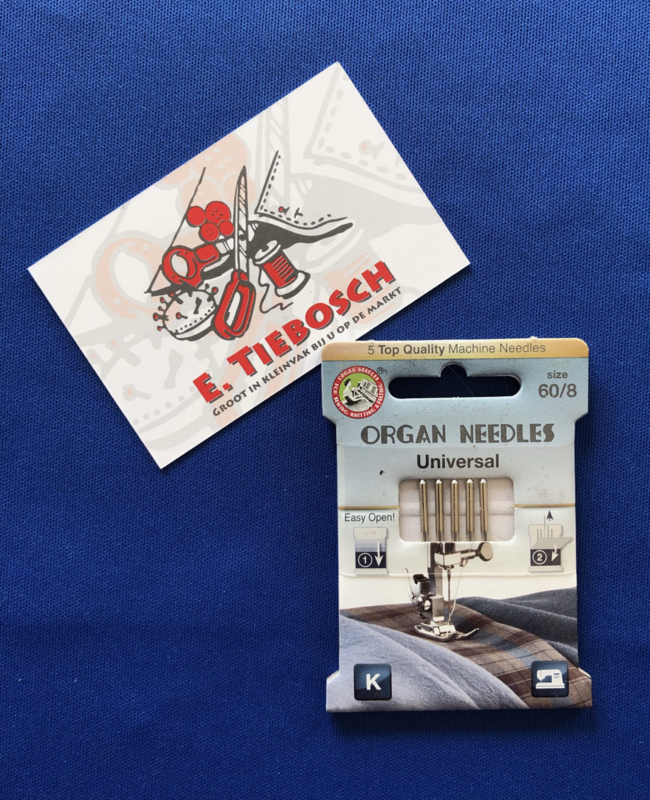 E. TIEBOSCH
GROOT IN KLEINVAK BIJ U OP DE MARKT
5 Top Quality Machine Needles
size
60/8
ORGAN NEEDLES
Universal
Easy Open!
1
2
K